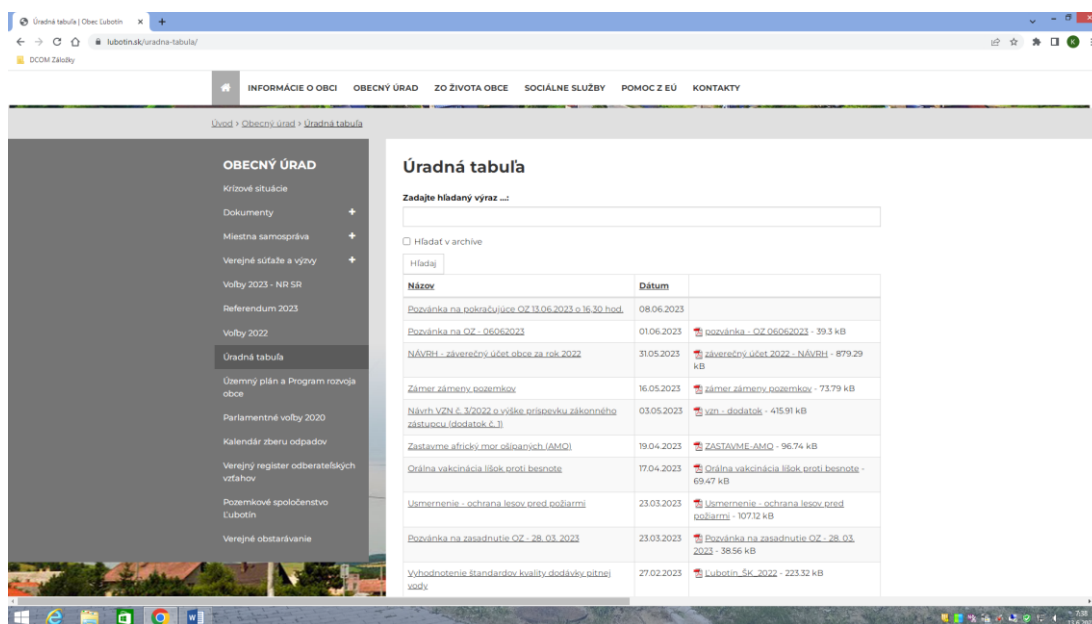 Úradná tabuľa | Obec Ľubotín
lubotin.sk/uradna-tabula/
DCOM Záložky
INFORMÁCIE O OBCI OBECNÝ ÚRAD ZO ŽIVOTA OBCE SOCIÁLNE SLUŽBY POMOC Z EÚ KONTAKTY
Úvod > Obecný úrad > Úradná tabuľa
OBECNÝ ÚRAD
Krízové situácie
Dokumenty +
Miestna samospráva +
Verejné súťaže a výzvy +
Voľby 2023 - NR SR
Referendum 2023
Voľby 2022
Úradná tabuľa
Územný plán a Program rozvoja
obce
Parlamentné voľby 2020
Kalendár zberu odpadov
Verejný register odberateľských
vzťahov
Pozemkové spoločenstvo
Ľubotín
Verejné obstarávanie
Úradná tabuľa
Zadajte hľadaný výraz ...:
Hľadať v archíve
Hľadaj
Názov Dátum
Pozvánka na pokračujúce OZ 13.06.2023 o 16,30 hod. 08.06.2023
Pozvánka na OZ - 06062023 01.06.2023 pozvánka - OZ 06062023 - 39.3 kB
NÁVRH - záverečný účet obce za rok 2022 31.05.2023 záverečný účet 2022 - NÁVRH - 879.29
kB
Zámer zámeny pozemkov 16.05.2023 zámer zámeny pozemkov - 73.79 kB
Návrh VZN č. 3/2022 o výške príspevku zákonného 03.05.2023 vzn - dodatok - 415.91 kB
zástupcu (dodatok č. 1)
Zastavme africký mor ošípaných (AMO) 19.04.2023 ZASTAVME-AMO - 96.74 kB
Orálna vakcinácia líšok proti besnote 17.04.2023 Orálna vakcinácia líšok proti besnote -
69.47 kB
Usmernenie - ochrana lesov pred požiarmi 23.03.2023 Usmernenie - ochrana lesov pred
požiarmi - 107.12 kB
Pozvánka na zasadnutie OZ - 28. 03. 2023 23.03.2023 Pozvánka na zasadnutie OZ - 28. 03.
2023 - 38.56 kB
Vyhodnotenie štandardov kvality dodávky pitnej 27.02.2023 Ľubotín_ŠK_2022 - 223.32 kB
vody
7:38